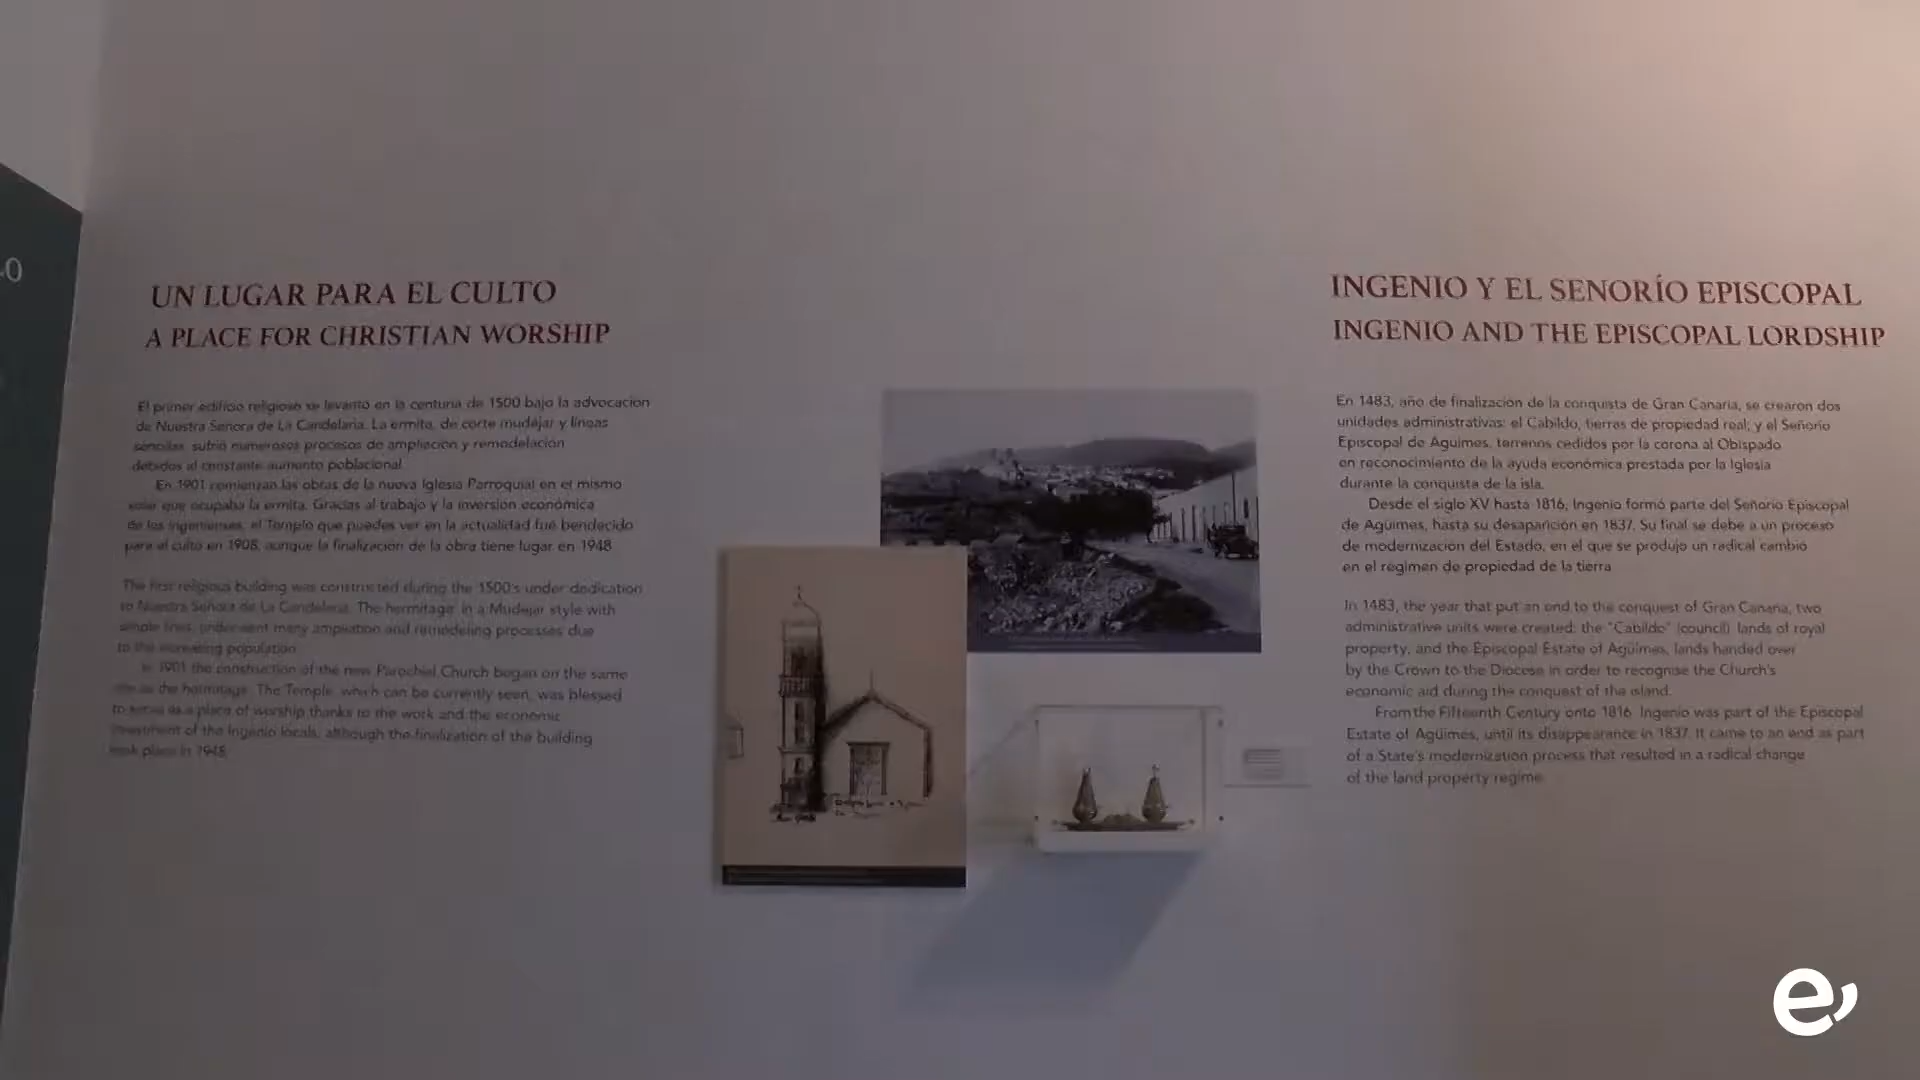 -0
UN LUGAR PARA EL CULTO
A PLACE FOR CHRISTIAN WORSHIP
El primer edificio religioso se levantó en la centuria de 1500 bajo la advocación
de Nuestra Señora de La Candelaria. La ermita, de corte mudéjar y líneas
sencillas, sufrió numerosos procesos de ampliación y remodelación
debidos al constante aumento poblacional.
En 1901 comienzan las obras de la nueva Iglesia Parroquial en el mismo
solar que ocupaba la ermita. Gracias al trabajo y la inversión económica
de los ingenienses, el Templo que puedes ver en la actualidad fue bendecido
para el culto en 1908, aunque la finalización de la obra tiene lugar en 1948.
The first religious building was constructed during the 1500's under dedication
to Nuestra Señora de La Candelaria. The hermitage, in a Mudejar style with
simple lines, underwent many ampliation and remodeling processes due
to the increasing population.
In 1901 the construction of the new Parochial Church began on the same
site as the hermitage. The Temple, which can be currently seen, was blessed
to serve as a place of worship thanks to the work and the economic
investment of the Ingenio locals, although the finalization of the building
took place in 1948.
INGENIO Y EL SENORÍO EPISCOPAL
INGENIO AND THE EPISCOPAL LORDSHIP
En 1483, año de finalización de la conquista de Gran Canaria, se crearon dos
unidades administrativas: el Cabildo, tierras de propiedad real; y el Señorío
Episcopal de Agüimes, terrenos cedidos por la corona al Obispado
en reconocimiento de la ayuda económica prestada por la Iglesia
durante la conquista de la isla.
Desde el siglo XV hasta 1816, Ingenio formó parte del Señorío Episcopal
de Agüimes, hasta su desaparición en 1837. Su final se debe a un proceso
de modernización del Estado, en el que se produjo un radical cambio
en el régimen de propiedad de la tierra.
In 1483, the year that put an end to the conquest of Gran Canaria, two
administrative units were created: the "Cabildo" (council), lands of royal
property, and the Episcopal Estate of Agüimes, lands handed over
by the Crown to the Diocese in order to recognise the Church's
economic aid during the conquest of the island.
From the Fifteenth Century onto 1816, Ingenio was part of the Episcopal
Estate of Agüimes, until its disappearance in 1837. It came to an end as part
of a State's modernization process that resulted in a radical change
of the land property regime.
e